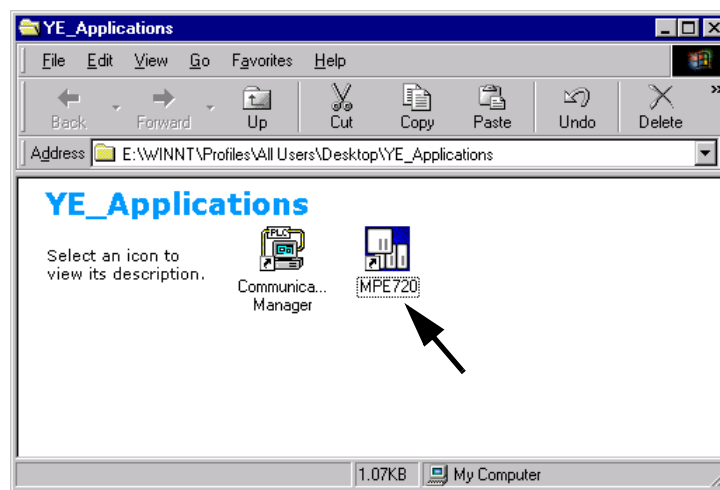 YE_Applications
File Edit View Go Favorites Help
Back Forward Up Cut Copy Paste Undo Delete »
Address E:\WINNT\Profiles\All Users\Desktop\YE_Applications
YE_Applications
Select an icon to
view its description.
PLC
Communica...
Manager
MPE720
1.07KB My Computer